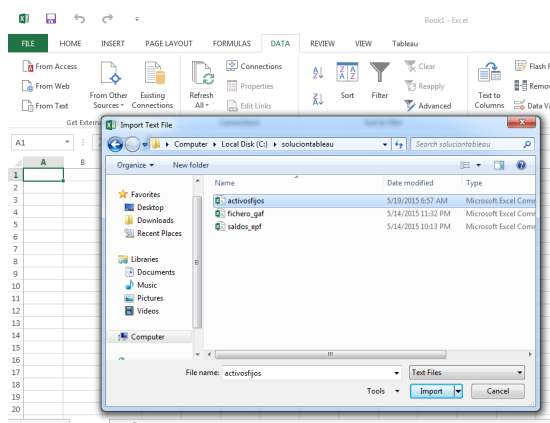 Book1 - Excel
FILE HOME INSERT PAGE LAYOUT FORMULAS DATA REVIEW VIEW Tableau
From Access
From Web
From Text
From Other Sources
Existing Connections
Refresh All
Connections
Properties
Edit Links
Sort
Filter
Clear
Reapply
Advanced
Text to Columns
Flash F
Remov
Data Va
Get Extern
A1
A B
Import Text File
Computer Local Disk (C:) soluciontableau
Search soluciontableau
Organize New folder
Name Date modified Type
Favorites
Desktop
Downloads
Recent Places
Libraries
Documents
Music
Pictures
Videos
Computer
activosfijos 5/19/2015 6:57 AM Microsoft Excel Comm
fichero_gaf 5/14/2015 11:32 PM Microsoft Excel Comm
saldos_epf 5/14/2015 10:13 PM Microsoft Excel Comm
File name: activosfijos Text Files
Tools Import Cancel
1
2
3
4
5
6
7
8
9
10
11
12
13
14
15
16
17
18
19
20